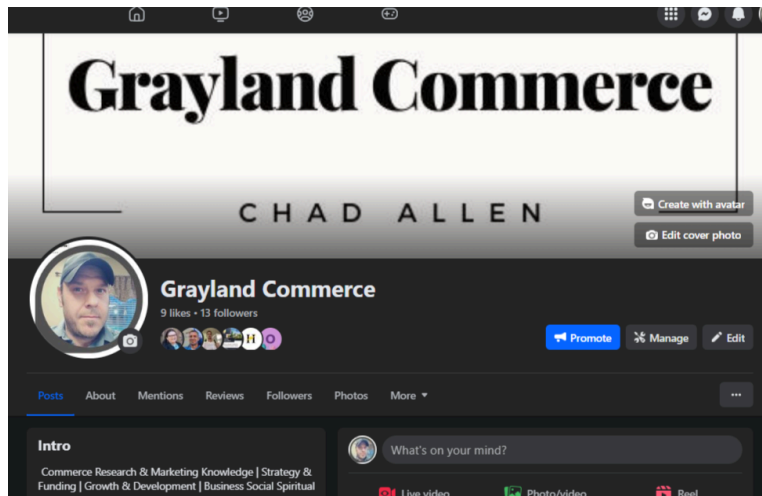 Grayland Commerce
CHAD ALLEN
Create with avatar
Edit cover photo
Grayland Commerce
9 likes • 13 followers
H
O
Promote
Manage
Edit
Posts
About
Mentions
Reviews
Followers
Photos
More
Intro
Commerce Research & Marketing Knowledge | Strategy &
Funding | Growth & Development | Business Social Spiritual
What's on your mind?
Live video
Photo/video
Reel